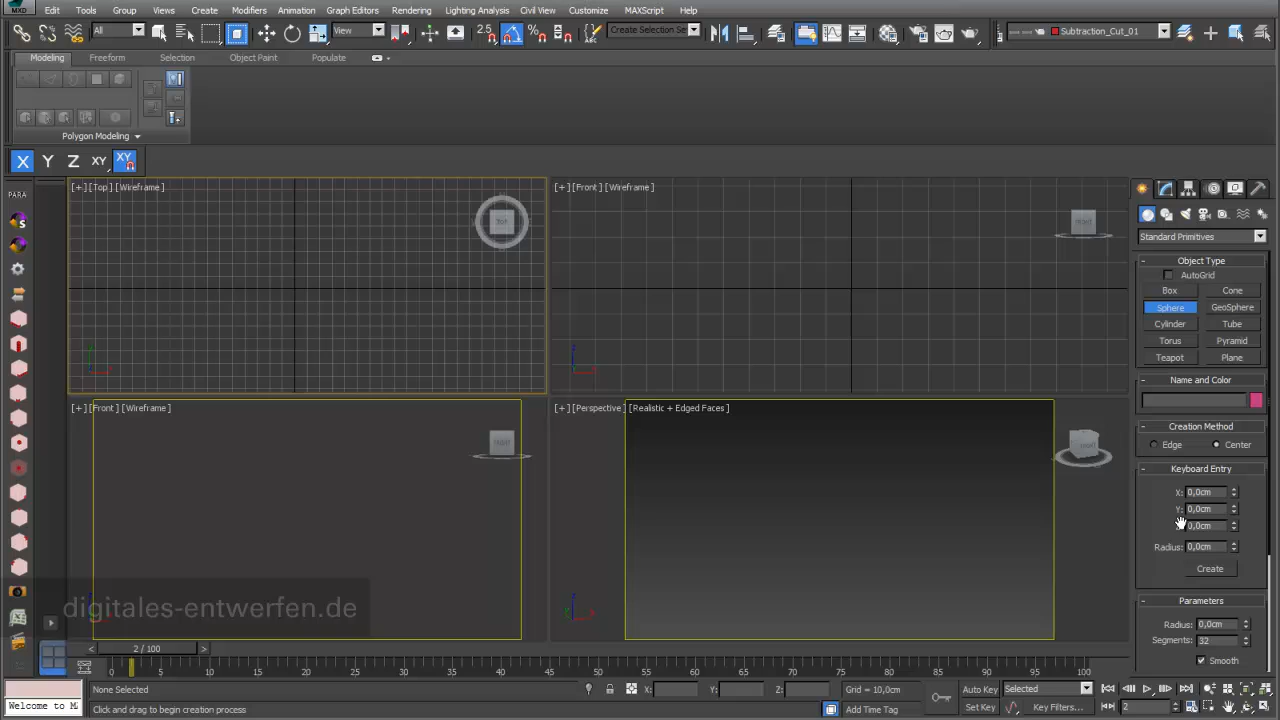 MXD
Edit Tools Group Views Create Modifiers Animation Graph Editors Rendering Lighting Analysis Civil View Customize MAXScript Help
All View 2.5 % Create Selection Se Subtraction_Cut_01
Modeling Freeform Selection Object Paint Populate
Polygon Modeling
X Y Z XY XY
[+] [Top] [Wireframe]
[+] [Front] [Wireframe]
PARA
TOP
FRONT
Standard Primitives
- Object Type
AutoGrid
Box Cone
Sphere GeoSphere
Cylinder Tube
Torus Pyramid
Teapot Plane
- Name and Color
[+] [Front] [Wireframe]
[+] [Perspective] [Realistic + Edged Faces]
- Creation Method
Edge Center
- Keyboard Entry
X: 0,0cm
Y: 0,0cm
0,0cm
Radius: 0,0cm
Create
digitales-entwerfen.de
- Parameters
Radius: 0,0cm
Segments: 32
Smooth
< 2 / 100 >
0 5 10 15 20 25 30 35 40 45 50 55 60 65 70 75 80 85 90 95 100
None Selected X: Y: Z: Grid = 10,0cm Auto Key Selected
Welcome to M Click and drag to begin creation process Add Time Tag Set Key Key Filters... 2